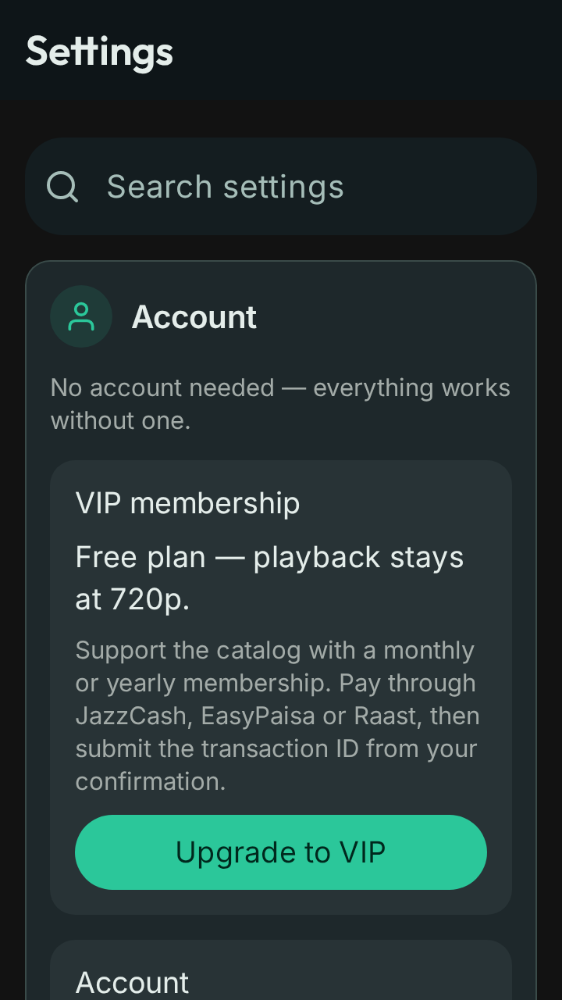 Settings
Search settings
Account
No account needed — everything works
without one.
VIP membership
Free plan — playback stays
at 720p.
Support the catalog with a monthly
or yearly membership. Pay through
JazzCash, EasyPaisa or Raast, then
submit the transaction ID from your
confirmation.
Upgrade to VIP
Account